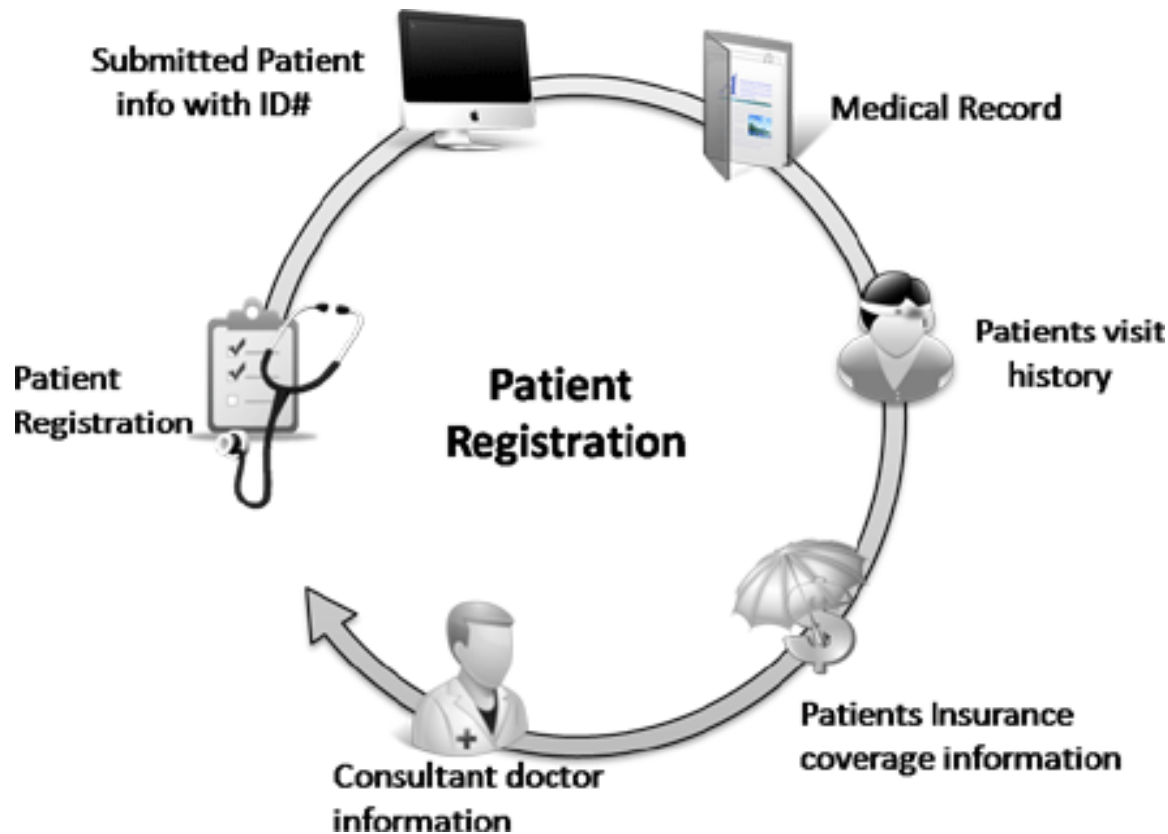 Submitted Patient
info with ID#
Medical Record
Patients visit
history
Patient
Registration
Patient
Registration
Patients Insurance
coverage information
Consultant doctor
information